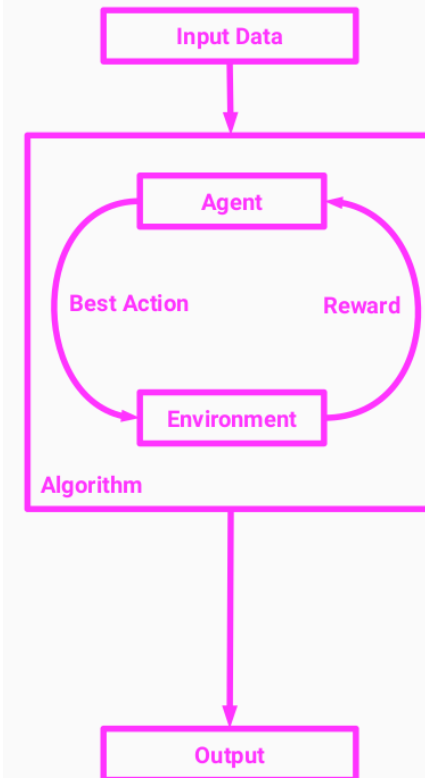 Input Data
Agent
Best Action
Reward
Environment
Algorithm
Output